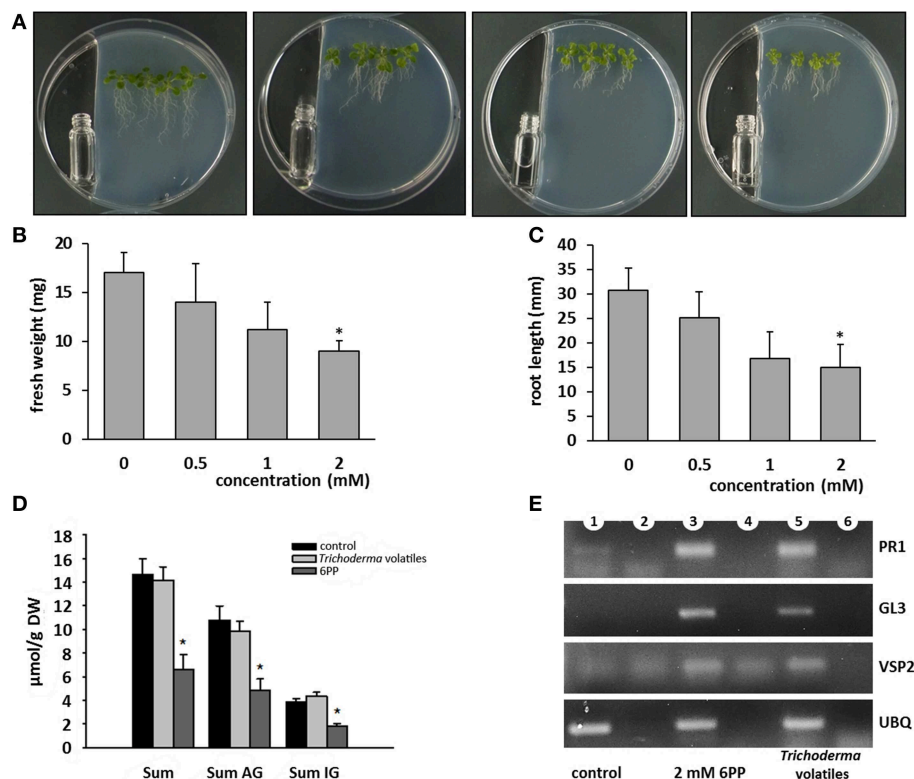 A
B
20
15
10
5
0
fresh weight (mg)
*
0 0.5 1 2
concentration (mM)
C
40
35
30
25
20
15
10
5
0
root length (mm)
*
0 0.5 1 2
concentration (mM)
D
18
16
14
12
10
8
6
4
2
0
µmol/g DW
control
Trichoderma volatiles
6PP
*
*
*
Sum Sum AG Sum IG
E
1 2 3 4 5 6
PR1
GL3
VSP2
UBQ
control 2 mM 6PP Trichoderma
volatiles